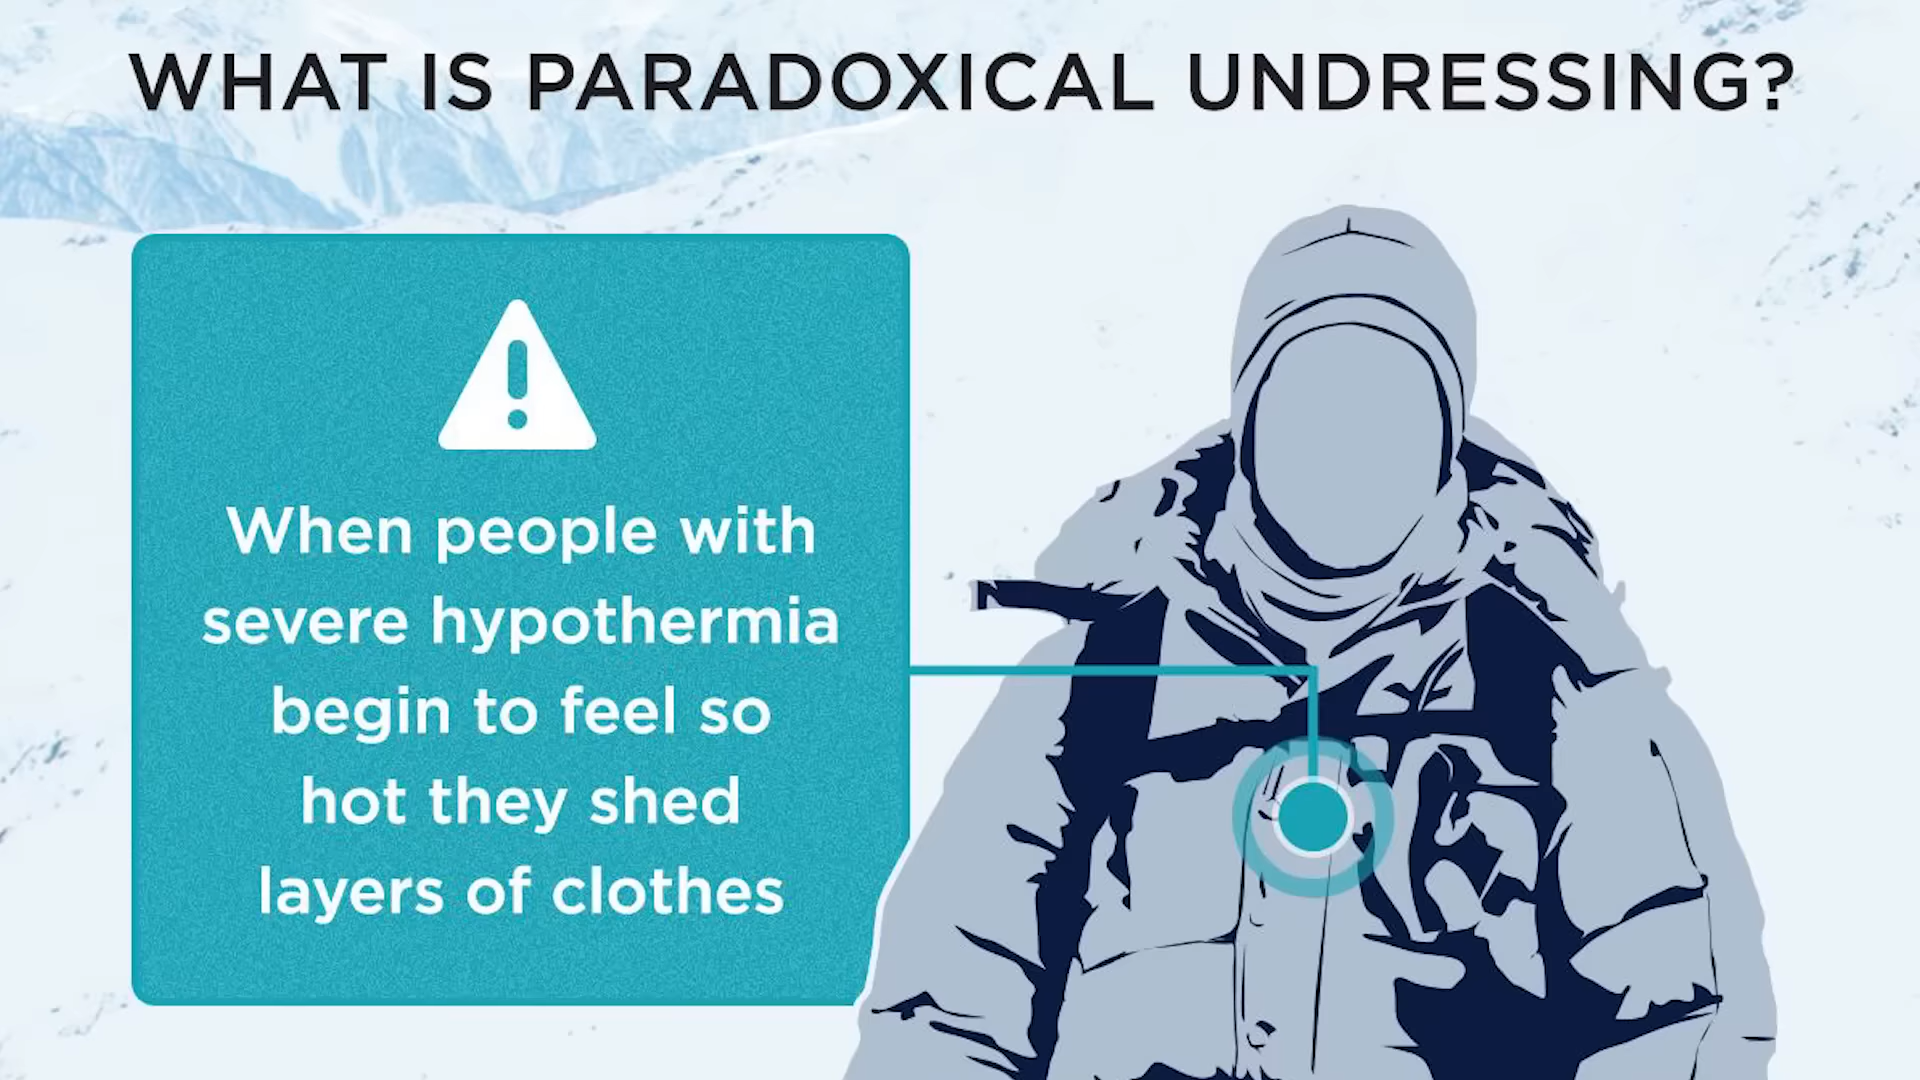 WHAT IS PARADOXICAL UNDRESSING?
When people with
severe hypothermia
begin to feel so
hot they shed
layers of clothes